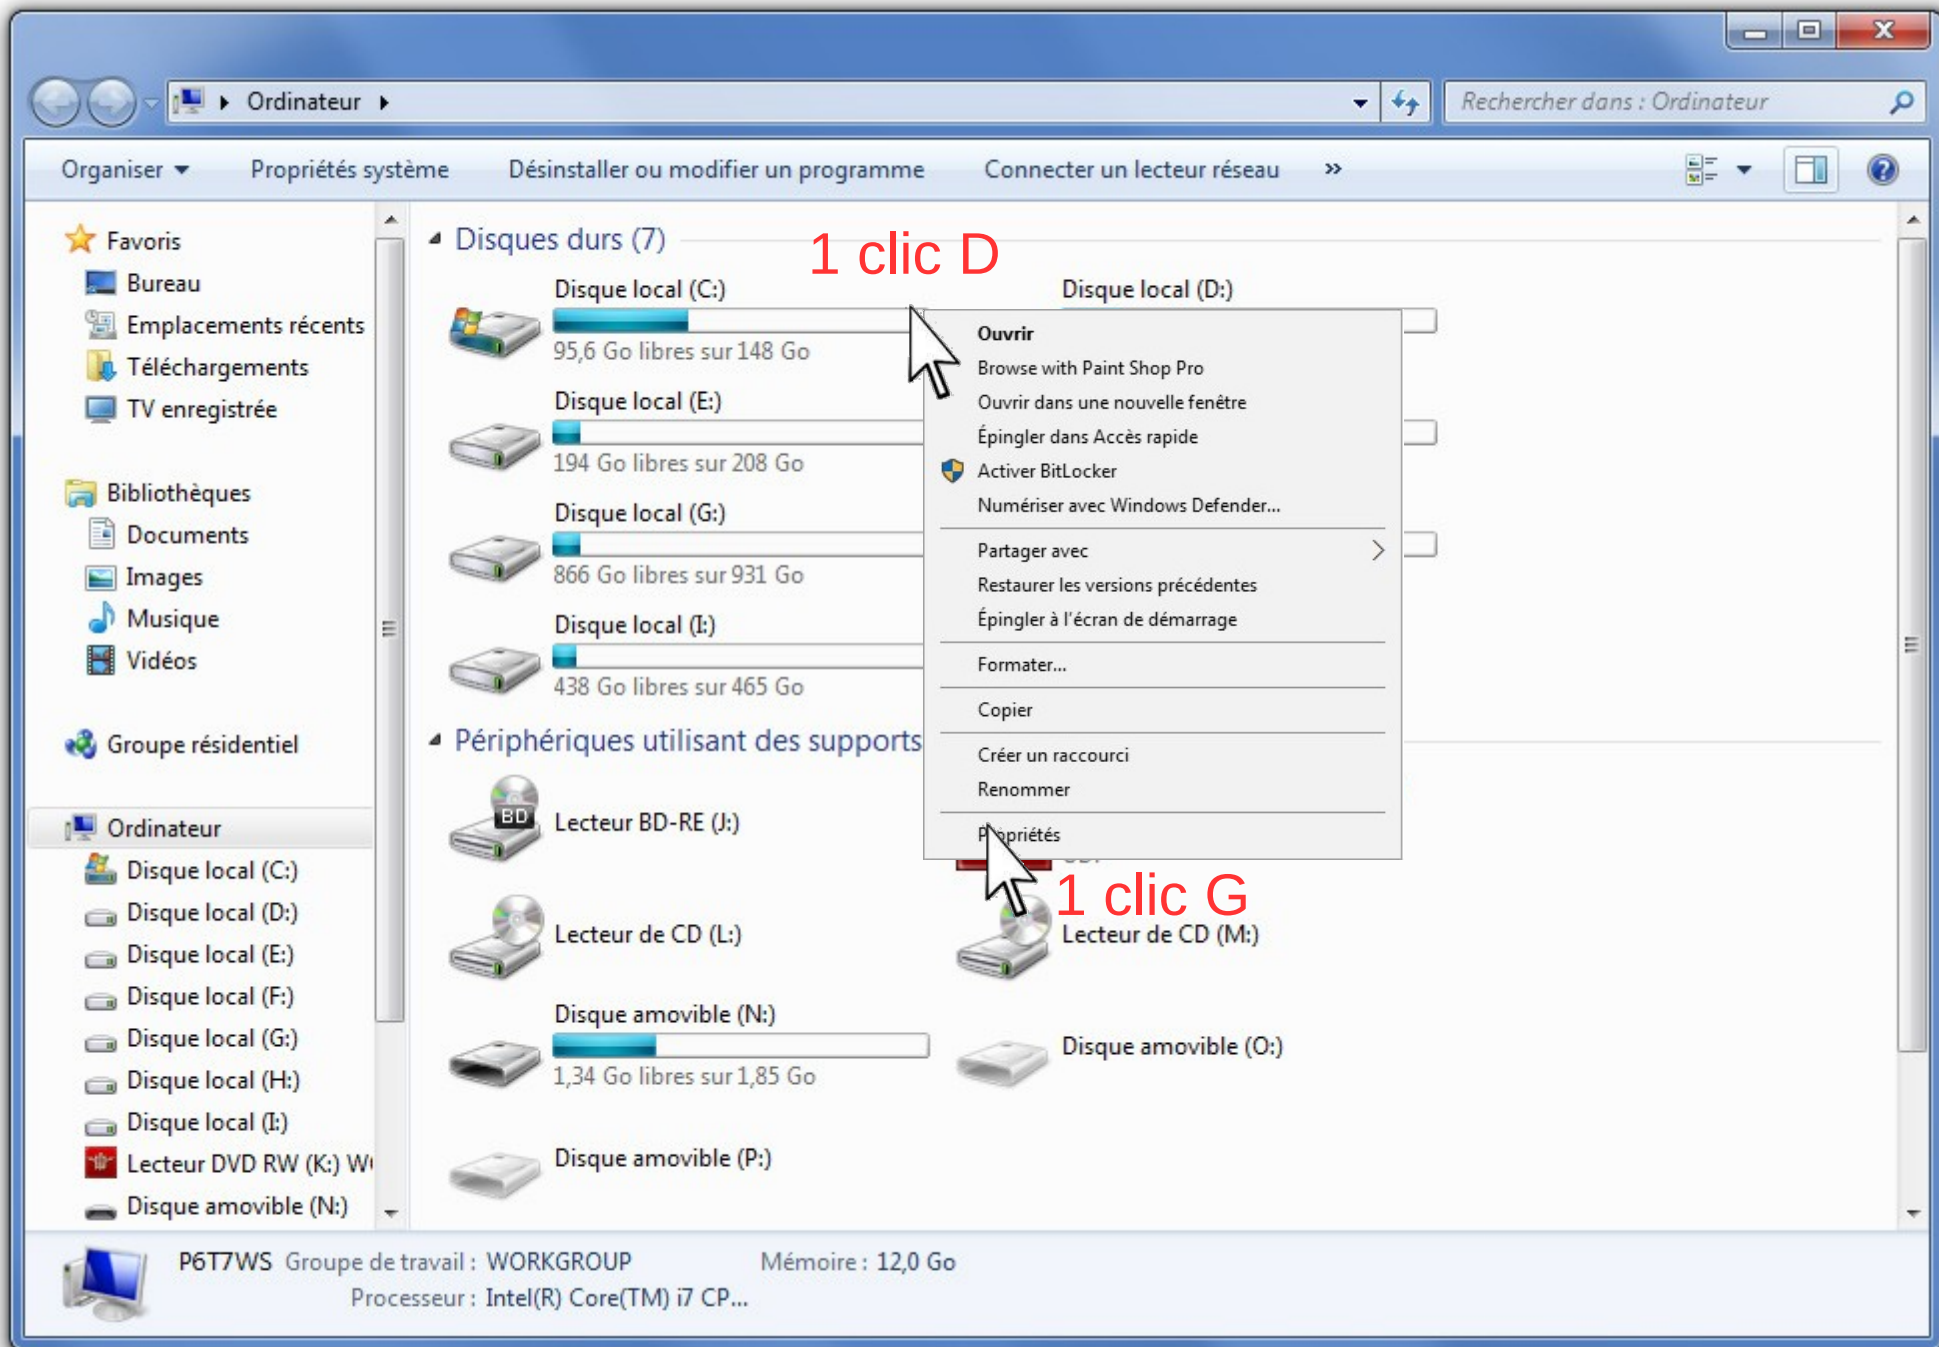 Ordinateur
Rechercher dans : Ordinateur
Organiser
Propriétés système
Désinstaller ou modifier un programme
Connecter un lecteur réseau
»
Favoris
Bureau
Emplacements récents
Téléchargements
TV enregistrée
Bibliothèques
Documents
Images
Musique
Vidéos
Groupe résidentiel
Ordinateur
Disque local (C:)
Disque local (D:)
Disque local (E:)
Disque local (F:)
Disque local (G:)
Disque local (H:)
Disque local (I:)
Lecteur DVD RW (K:)
Disque amovible (N:)
Disques durs (7)
1 clic D
Disque local (C:)
95,6 Go libres sur 148 Go
Disque local (D:)
Disque local (E:)
194 Go libres sur 208 Go
Disque local (G:)
866 Go libres sur 931 Go
Disque local (I:)
438 Go libres sur 465 Go
Ouvrir
Browse with Paint Shop Pro
Ouvrir dans une nouvelle fenêtre
Épingler dans Accès rapide
Activer BitLocker
Numériser avec Windows Defender...
Partager avec
Restaurer les versions précédentes
Épingler à l'écran de démarrage
Formater...
Copier
Créer un raccourci
Renommer
Propriétés
1 clic G
Périphériques utilisant des supports
BD
Lecteur BD-RE (J:)
Lecteur de CD (L:)
Lecteur de CD (M:)
Disque amovible (N:)
1,34 Go libres sur 1,85 Go
Disque amovible (O:)
Disque amovible (P:)
P6T7WS Groupe de travail : WORKGROUP Mémoire : 12,0 Go
Processeur : Intel(R) Core(TM) i7 CP...